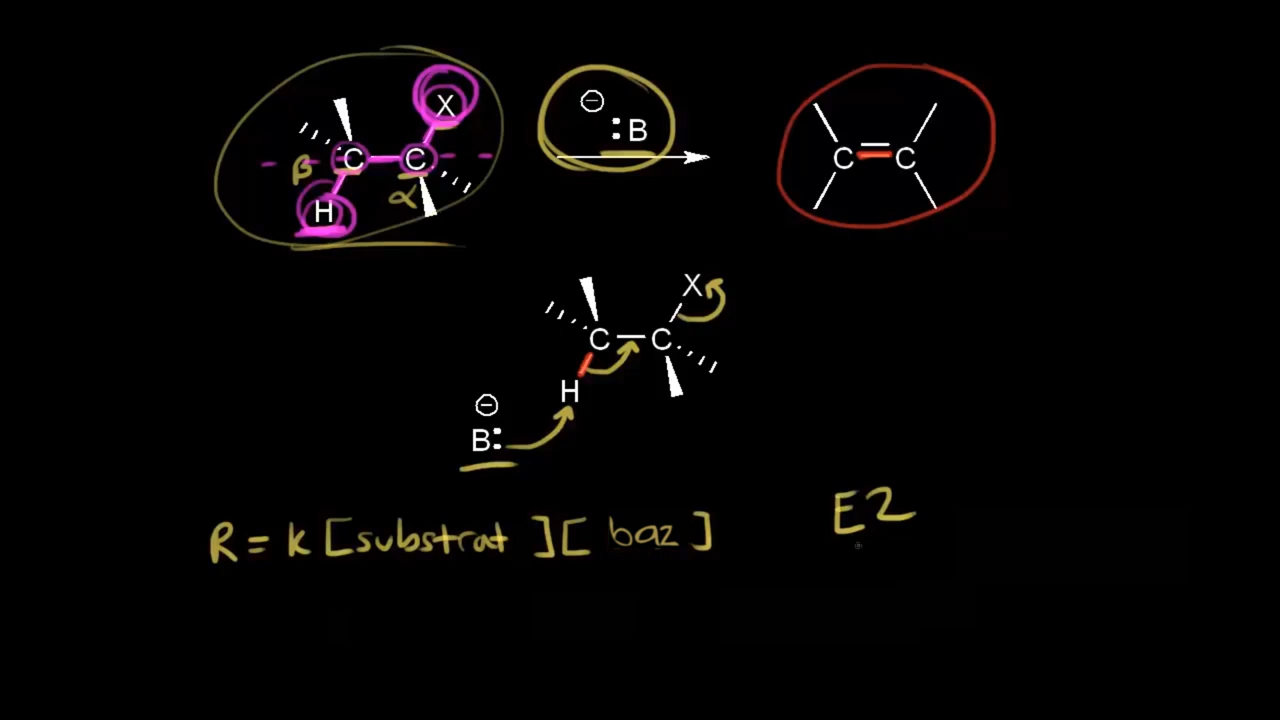 X
⊖
:B
β C C C = C
H α
X
C C
H
⊖
B:
R = k [substrat] [baz]
E2